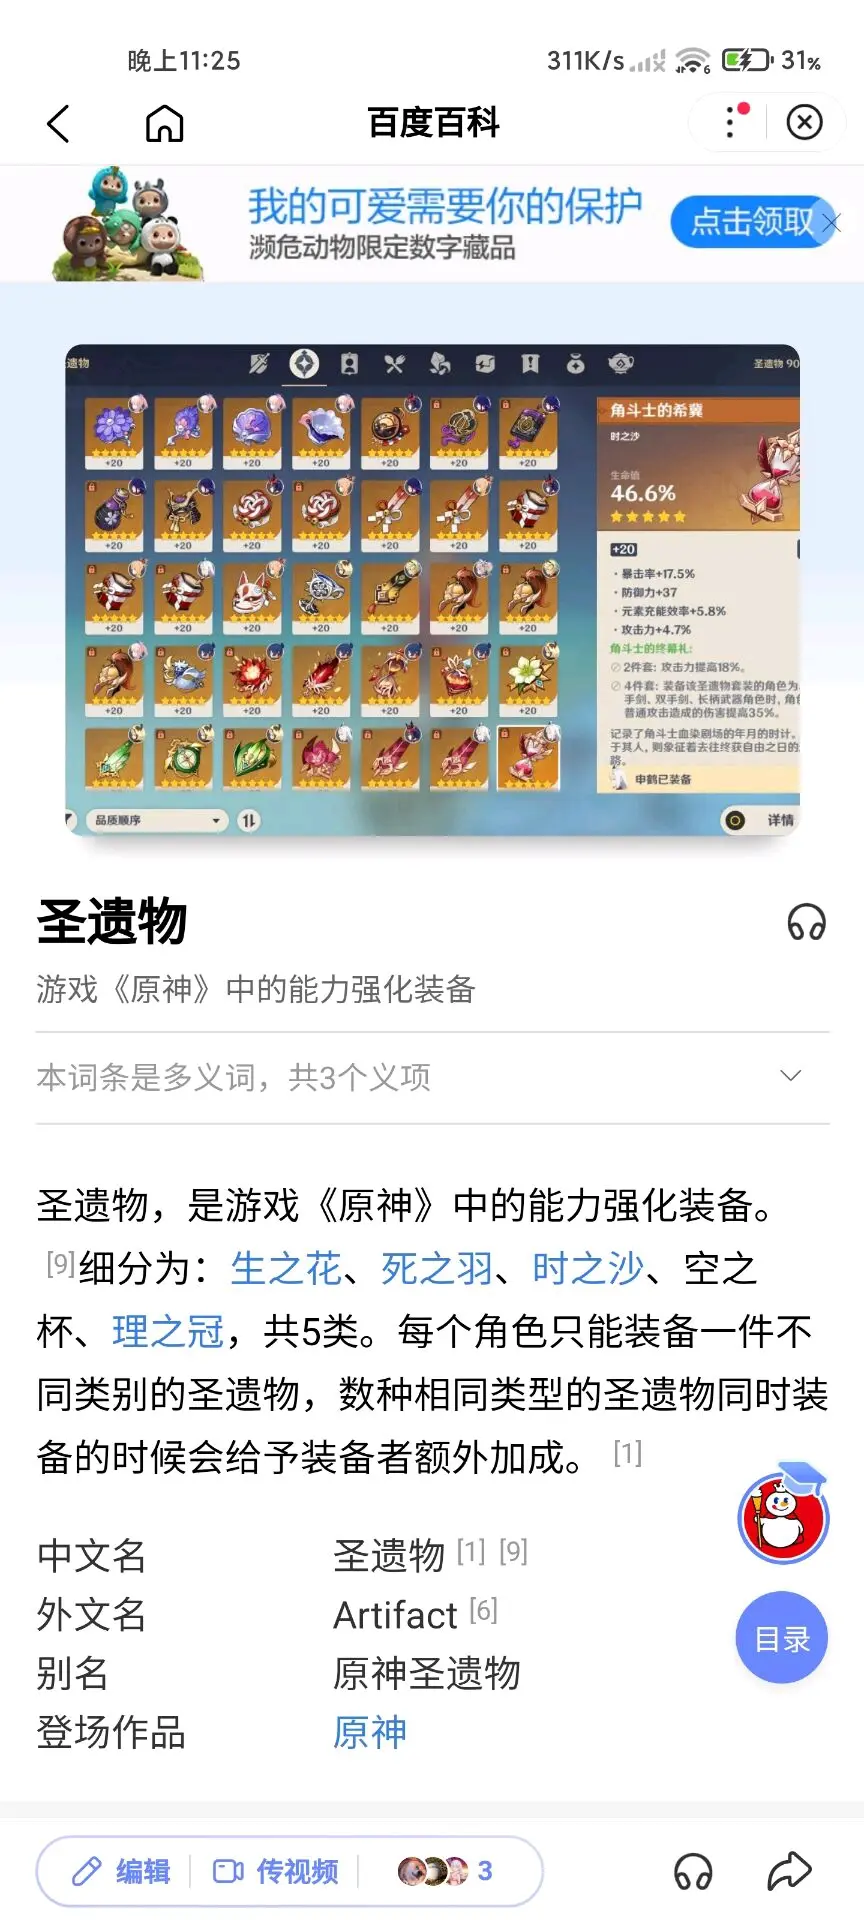 晚上11:25
311K/s
6
31%
百度百科
我的可爱需要你的保护
濒危动物限定数字藏品
点击领取
遗物
圣遗物 90
角斗士的希冀
时之沙
生命值
46.6%
+20 +20 +20 +20 +20 +20 +20
+20 +20 +20 +20 +20 +20 +20
+20 +20 +20 +20 +20 +20 +20
+20 +20 +20 +20 +20 +20 +20
+20
·暴击率+17.5%
·防御力+37
·元素充能效率+5.8%
·攻击力+4.7%
角斗士的终幕礼:
2件套: 攻击力提高18%。
4件套: 装备该圣遗物套装的角色为
手剑、双手剑、长柄武器角色时, 角色
普通攻击造成的伤害提高35%。
记录了角斗士血染剧场的年月的时计。
于其人, 则象征着去往终获自由之日的
路。
申鹤已装备
品质顺序
详情
圣遗物
游戏《原神》中的能力强化装备
本词条是多义词，共3个义项
圣遗物，是游戏《原神》中的能力强化装备。
[9]细分为：生之花、死之羽、时之沙、空之
杯、理之冠，共5类。每个角色只能装备一件不
同类别的圣遗物，数种相同类型的圣遗物同时装
备的时候会给予装备者额外加成。 [1]
中文名 圣遗物 [1] [9]
外文名 Artifact [6]
别名 原神圣遗物
登场作品 原神
目录
编辑 传视频 3